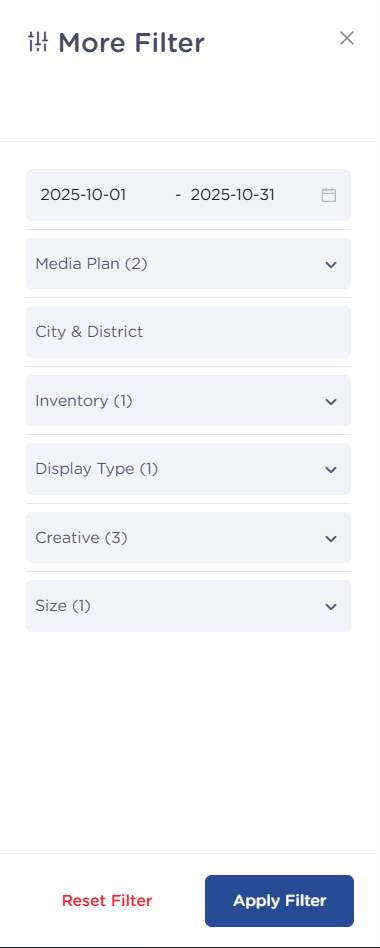 More Filter
2025-10-01 - 2025-10-31
Media Plan (2)
City & District
Inventory (1)
Display Type (1)
Creative (3)
Size (1)
Reset Filter Apply Filter